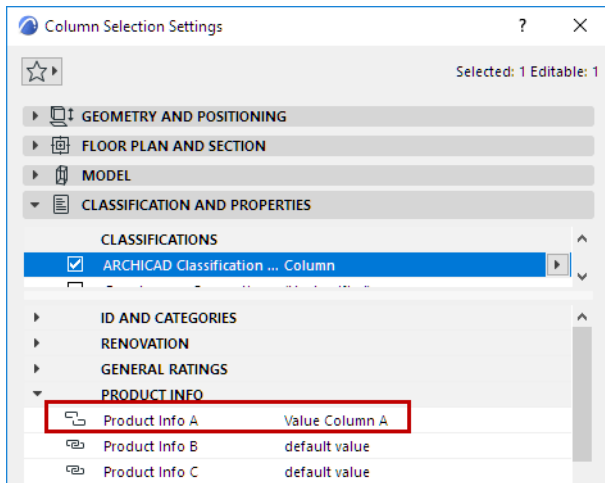 Column Selection Settings ? ×
Selected: 1 Editable: 1
GEOMETRY AND POSITIONING
FLOOR PLAN AND SECTION
MODEL
CLASSIFICATION AND PROPERTIES
CLASSIFICATIONS
ARCHICAD Classification ... Column
ID AND CATEGORIES
RENOVATION
GENERAL RATINGS
PRODUCT INFO
Product Info A Value Column A
Product Info B default value
Product Info C default value